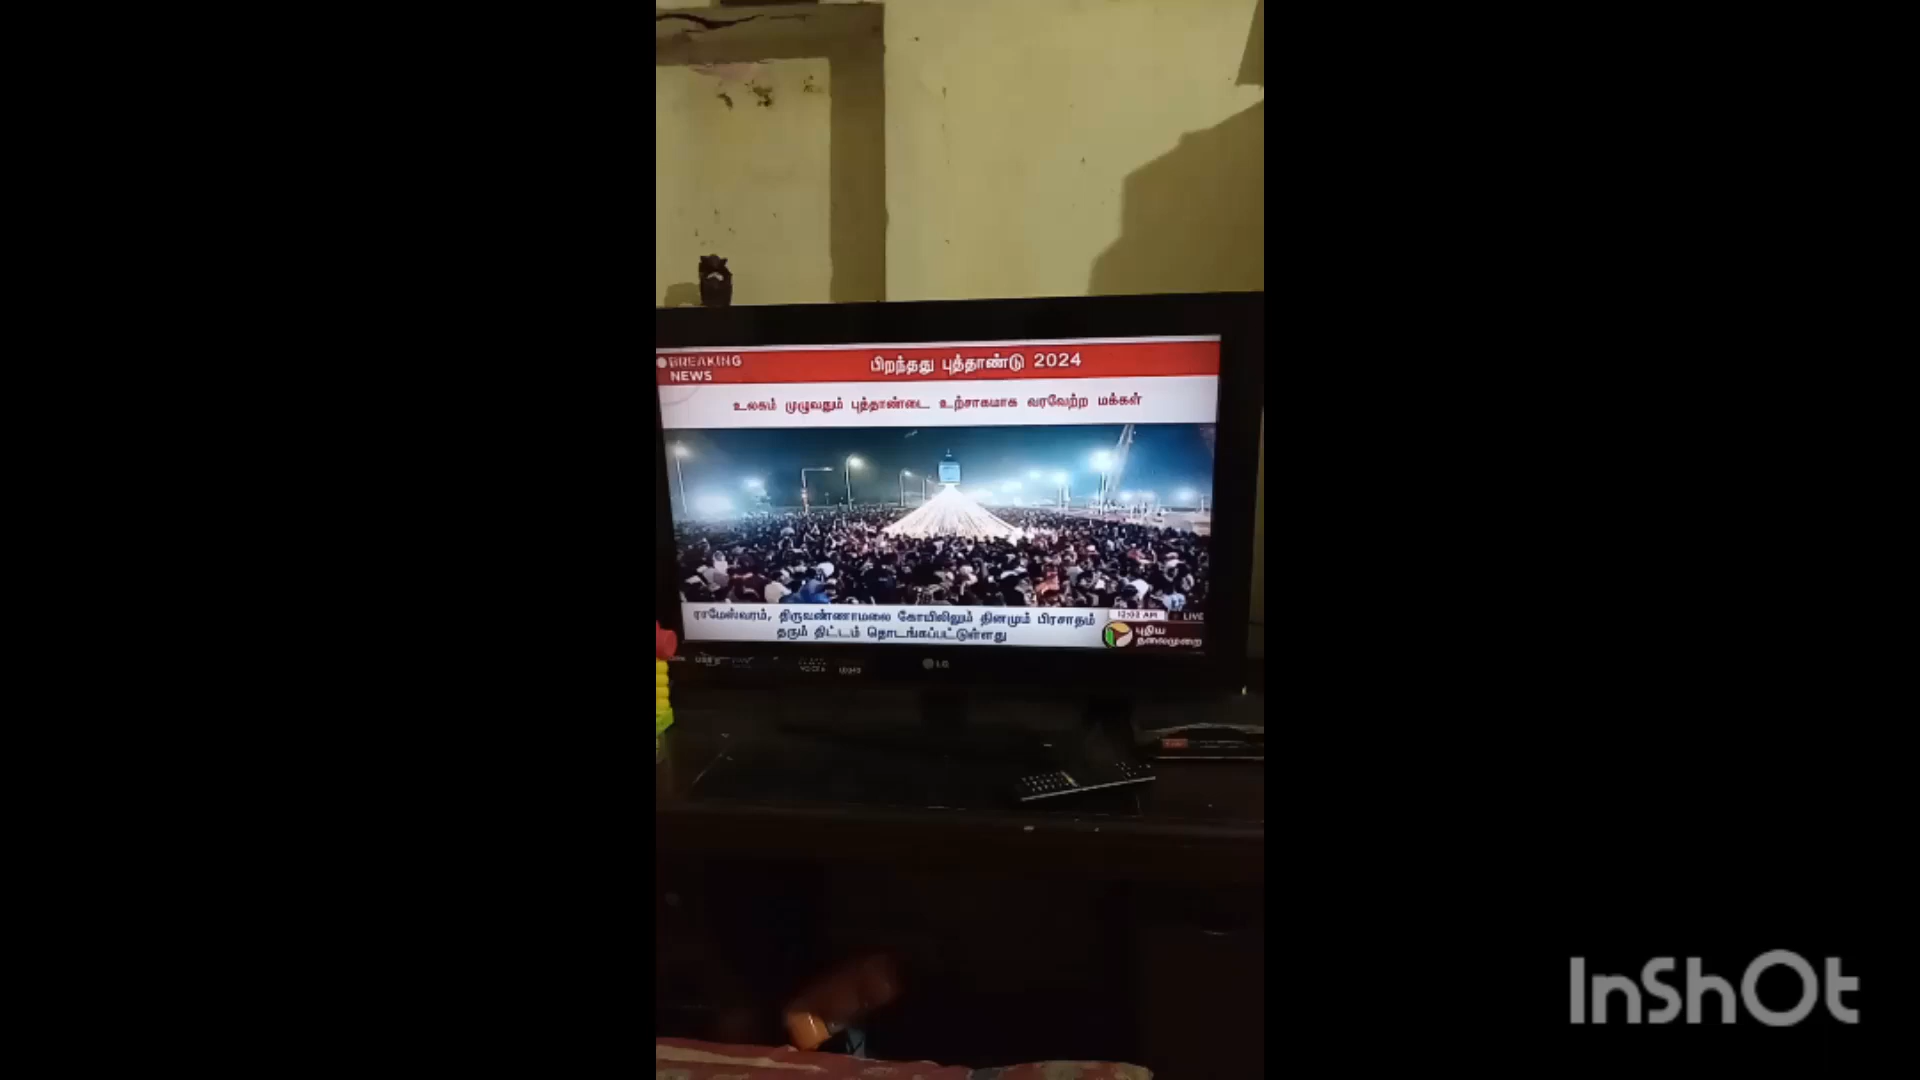 BREAKING
NEWS
பிறந்தது புத்தாண்டு 2024
உலகம் முழுவதும் புத்தாண்டை உற்சாகமாக வரவேற்ற மக்கள்
ராமேஸ்வரம், திருவண்ணாமலை கோயிலிலும் தினமும் பிரசாதம்
தரும் திட்டம் தொடங்கப்பட்டுள்ளது
LIVE
புதிய
தலைமுறை
LG
InShOt